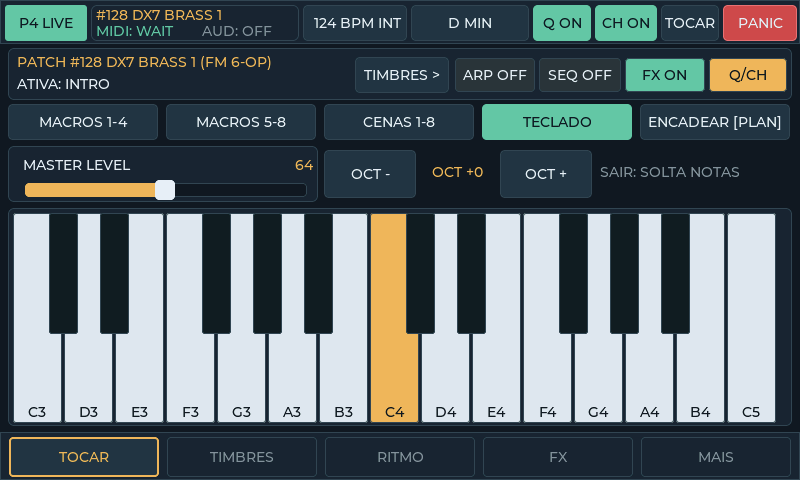 P4 LIVE
#128 DX7 BRASS 1
MIDI: WAIT AUD: OFF
124 BPM INT
D MIN
Q ON
CH ON
TOCAR
PANIC
PATCH #128 DX7 BRASS 1 (FM 6-OP)
ATIVA: INTRO
TIMBRES >
ARP OFF
SEQ OFF
FX ON
Q/CH
MACROS 1-4
MACROS 5-8
CENAS 1-8
TECLADO
ENCADEAR [PLAN]
MASTER LEVEL 64
OCT -
OCT +0
OCT +
SAIR: SOLTA NOTAS
C3 D3 E3 F3 G3 A3 B3 C4 D4 E4 F4 G4 A4 B4 C5
TOCAR
TIMBRES
RITMO
FX
MAIS